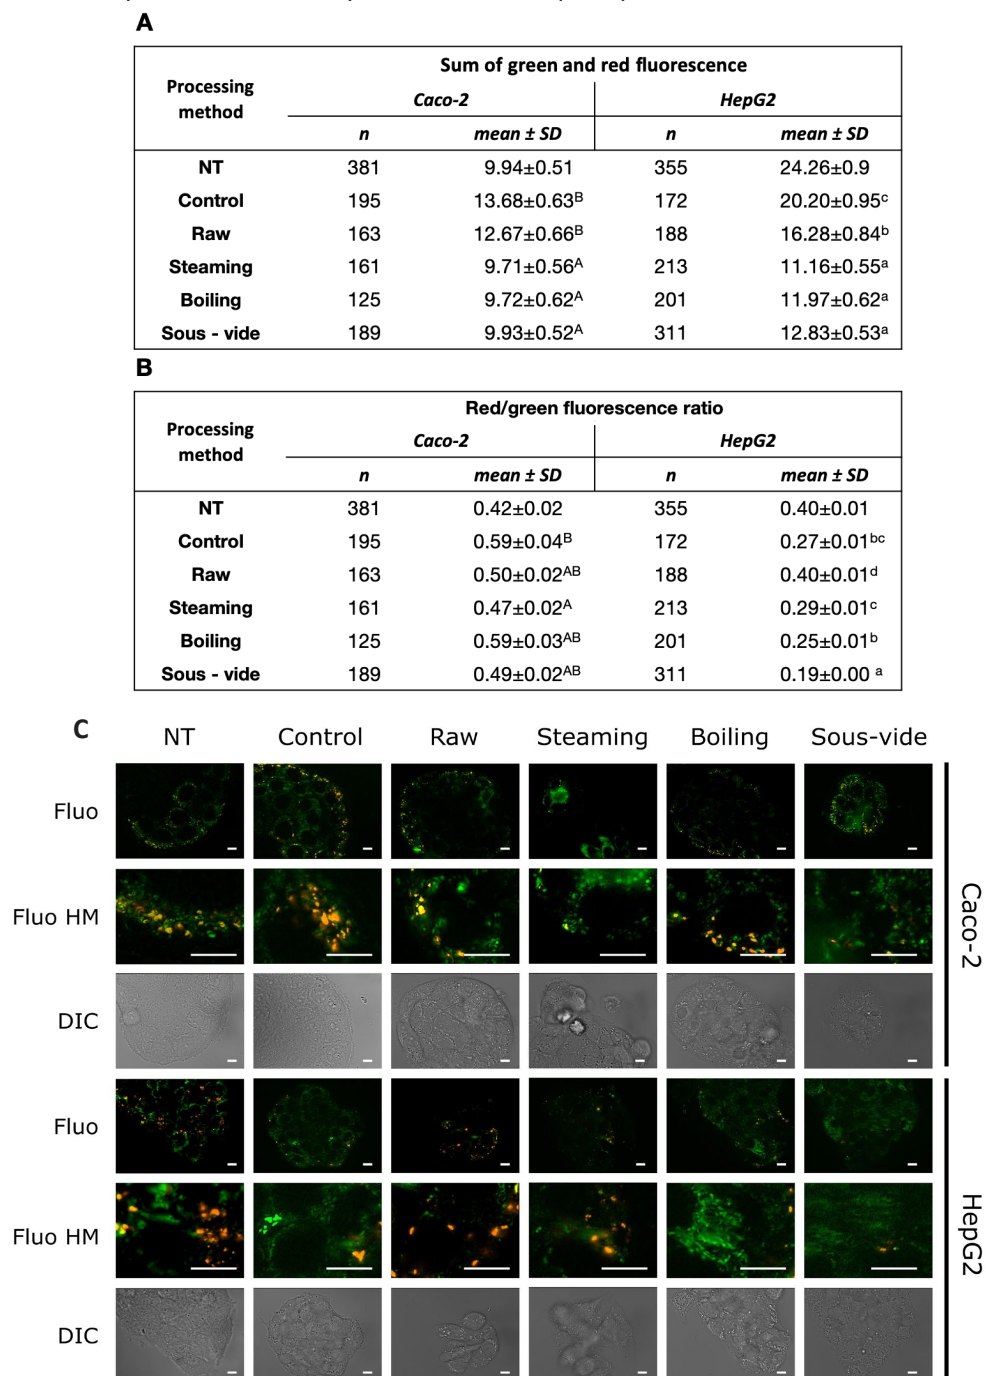 A
Sum of green and red fluorescence
Processing method
Caco-2 HepG2
n mean ± SD n mean ± SD
NT 381 9.94±0.51 355 24.26±0.9
Control 195 13.68±0.63B 172 20.20±0.95c
Raw 163 12.67±0.66B 188 16.28±0.84b
Steaming 161 9.71±0.56A 213 11.16±0.55a
Boiling 125 9.72±0.62A 201 11.97±0.62a
Sous - vide 189 9.93±0.52A 311 12.83±0.53a
B
Red/green fluorescence ratio
Processing method
Caco-2 HepG2
n mean ± SD n mean ± SD
NT 381 0.42±0.02 355 0.40±0.01
Control 195 0.59±0.04B 172 0.27±0.01bc
Raw 163 0.50±0.02AB 188 0.40±0.01d
Steaming 161 0.47±0.02A 213 0.29±0.01c
Boiling 125 0.59±0.03AB 201 0.25±0.01b
Sous - vide 189 0.49±0.02AB 311 0.19±0.00 a
C
NT Control Raw Steaming Boiling Sous-vide
Fluo
Fluo HM
DIC
Caco-2
Fluo
Fluo HM
DIC
HepG2